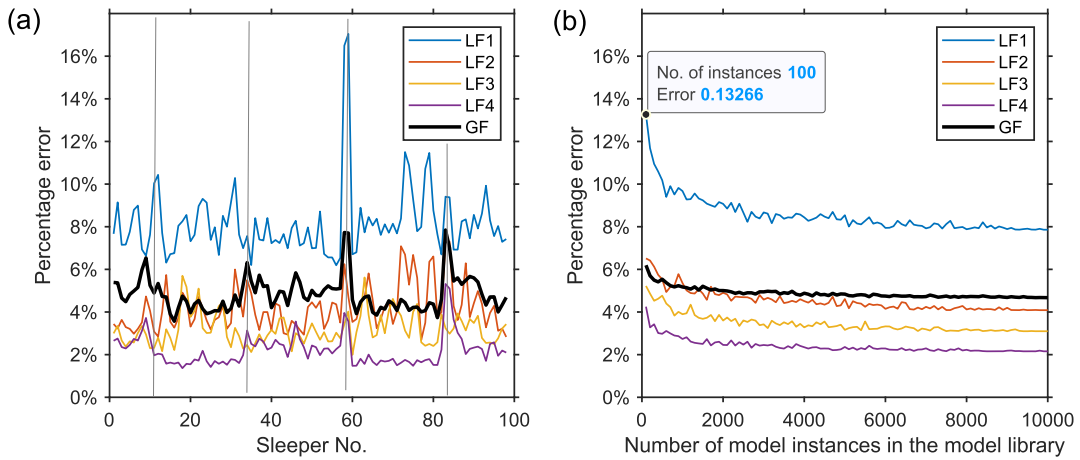 (a)
Percentage error
16%
14%
12%
10%
8%
6%
4%
2%
0%
0
20
40
60
80
100
Sleeper No.
LF1
LF2
LF3
LF4
GF
(b)
Percentage error
16%
14%
12%
10%
8%
6%
4%
2%
0%
0
2000
4000
6000
8000
10000
Number of model instances in the model library
No. of instances 100
Error 0.13266
LF1
LF2
LF3
LF4
GF